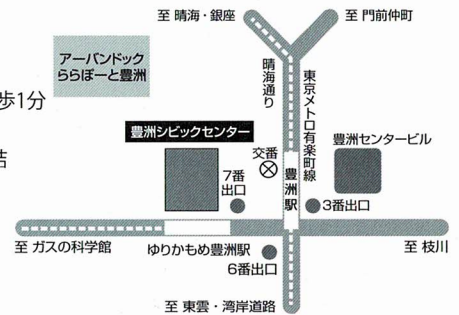 至 晴海・銀座
至 門前仲町
アーバンドック
ららぽーと豊洲
晴海通り
東京メトロ有楽町線
歩1分
豊洲シビックセンター
交番
豊洲センタービル
結
7番
出口
豊洲駅
3番出口
至 ガスの科学館
ゆりかもめ豊洲駅
至 枝川
6番出口
至 東雲・湾岸道路